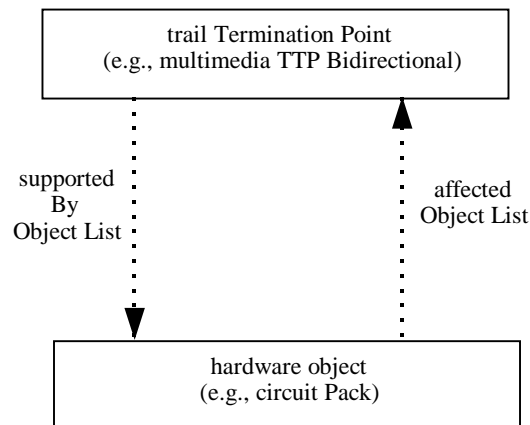 trail Termination Point
(e.g., multimedia TTP Bidirectional)
supported
By
Object List
affected
Object List
hardware object
(e.g., circuit Pack)